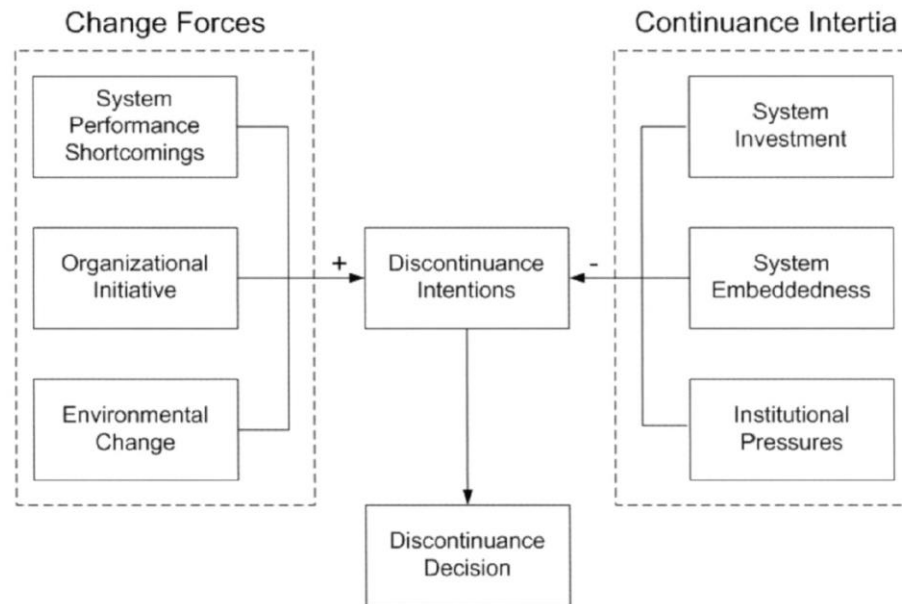 Change Forces
Continuance Intertia
System
Performance
Shortcomings
Organizational
Initiative
Environmental
Change
+
Discontinuance
Intentions
-
Discontinuance
Decision
System
Investment
System
Embeddedness
Institutional
Pressures